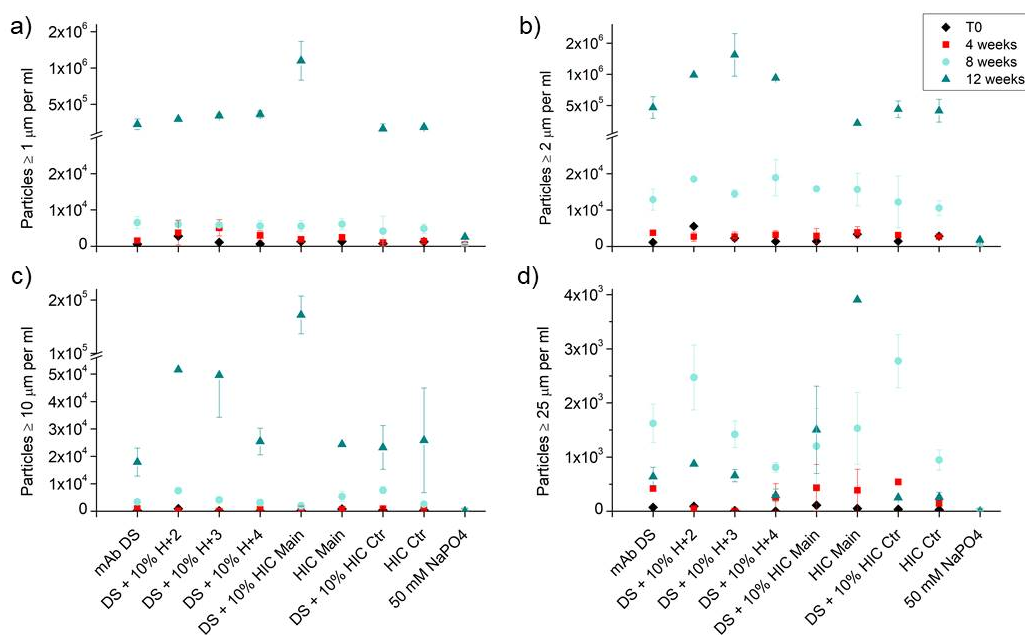 a)
Particles ≥ 1 μm per ml
2x10^6
1x10^6
5x10^5
2x10^4
1x10^4
0
b)
Particles ≥ 2 μm per ml
2x10^6
1x10^6
5x10^5
2x10^4
1x10^4
0
T0
4 weeks
8 weeks
12 weeks
c)
Particles ≥ 10 μm per ml
2x10^5
1x10^5
5x10^4
4x10^4
3x10^4
2x10^4
1x10^4
0
mAb DS
DS + 10% H+2
DS + 10% H+3
DS + 10% H+4
DS + 10% HIC Main
HIC Main
DS + 10% HIC Ctr
HIC Ctr
50 mM NaPO4
d)
Particles ≥ 25 μm per ml
4x10^3
3x10^3
2x10^3
1x10^3
0
mAb DS
DS + 10% H+2
DS + 10% H+3
DS + 10% H+4
DS + 10% HIC Main
HIC Main
DS + 10% HIC Ctr
HIC Ctr
50 mM NaPO4